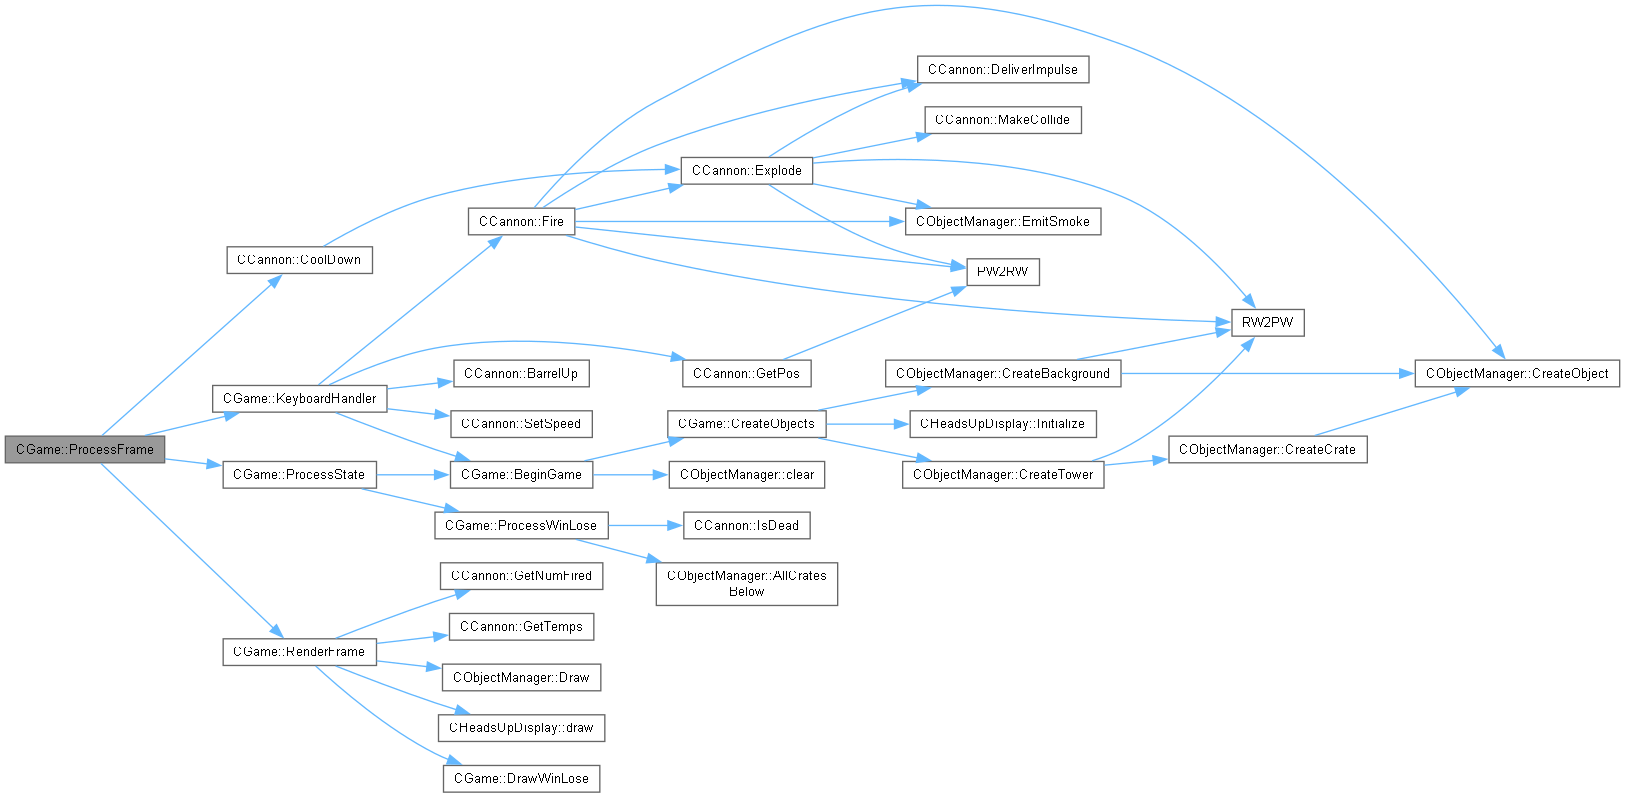 CCannon::DeliverImpulse
CCannon::MakeCollide
CCannon::Explode
CCannon::Fire
CObjectManager::EmitSmoke
CCannon::CoolDown
PW2RW
RW2PW
CCannon::BarrelUp
CCannon::GetPos
CObjectManager::CreateBackground
CObjectManager::CreateObject
CGame::KeyboardHandler
CCannon::SetSpeed
CGame::CreateObjects
CHeadsUpDisplay::Initialize
CGame::ProcessFrame
CObjectManager::CreateCrate
CGame::ProcessState
CGame::BeginGame
CObjectManager::clear
CObjectManager::CreateTower
CGame::ProcessWinLose
CCannon::IsDead
CCannon::GetNumFired
CObjectManager::AllCrates
Below
CCannon::GetTemps
CGame::RenderFrame
CObjectManager::Draw
CHeadsUpDisplay::draw
CGame::DrawWinLose